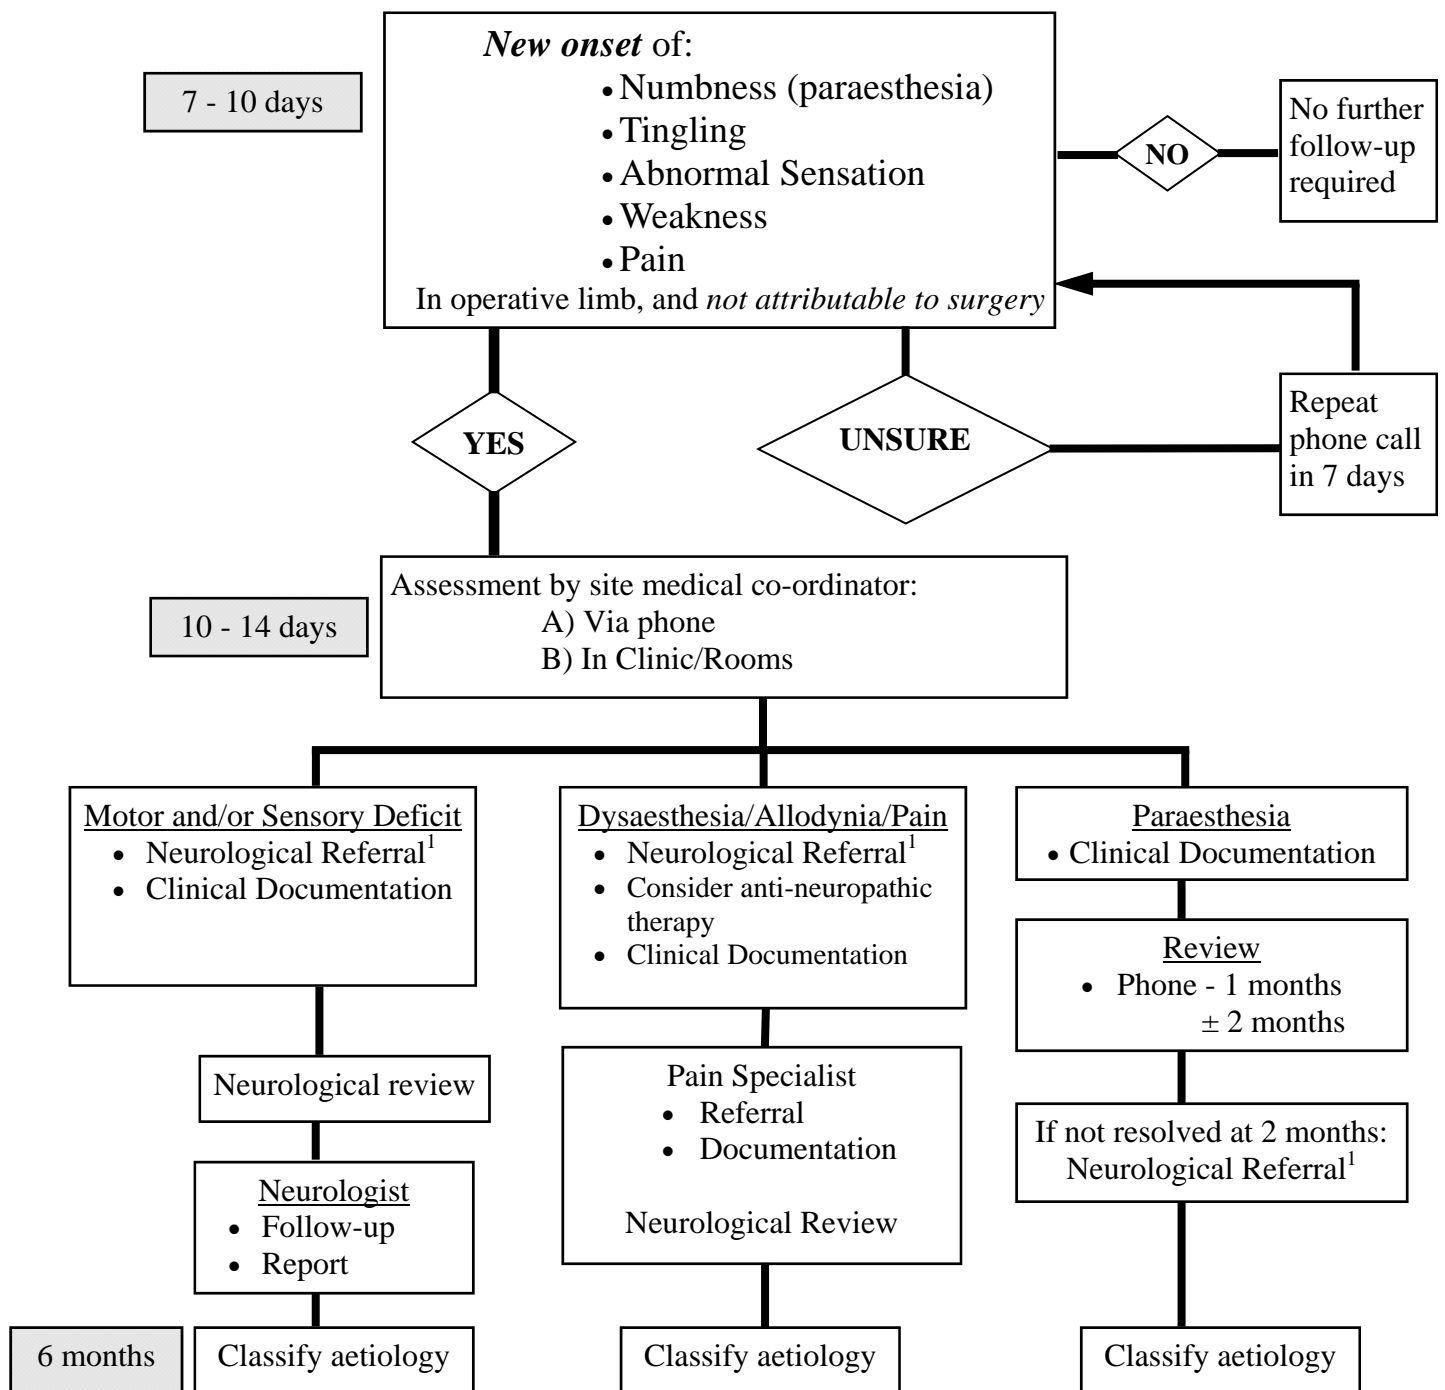 7 - 10 days
New onset of:
• Numbness (paraesthesia)
• Tingling
• Abnormal Sensation
• Weakness
• Pain
In operative limb, and not attributable to surgery
NO
No further
follow-up
required
YES
UNSURE
Repeat
phone call
in 7 days
10 - 14 days
Assessment by site medical co-ordinator:
A) Via phone
B) In Clinic/Rooms
Motor and/or Sensory Deficit
• Neurological Referral¹
• Clinical Documentation
Neurological review
Neurologist
• Follow-up
• Report
Dysaesthesia/Allodynia/Pain
• Neurological Referral¹
• Consider anti-neuropathic
therapy
• Clinical Documentation
Pain Specialist
• Referral
• Documentation
Neurological Review
Paraesthesia
• Clinical Documentation
Review
• Phone - 1 months
± 2 months
If not resolved at 2 months:
Neurological Referral¹
6 months
Classify aetiology
Classify aetiology
Classify aetiology